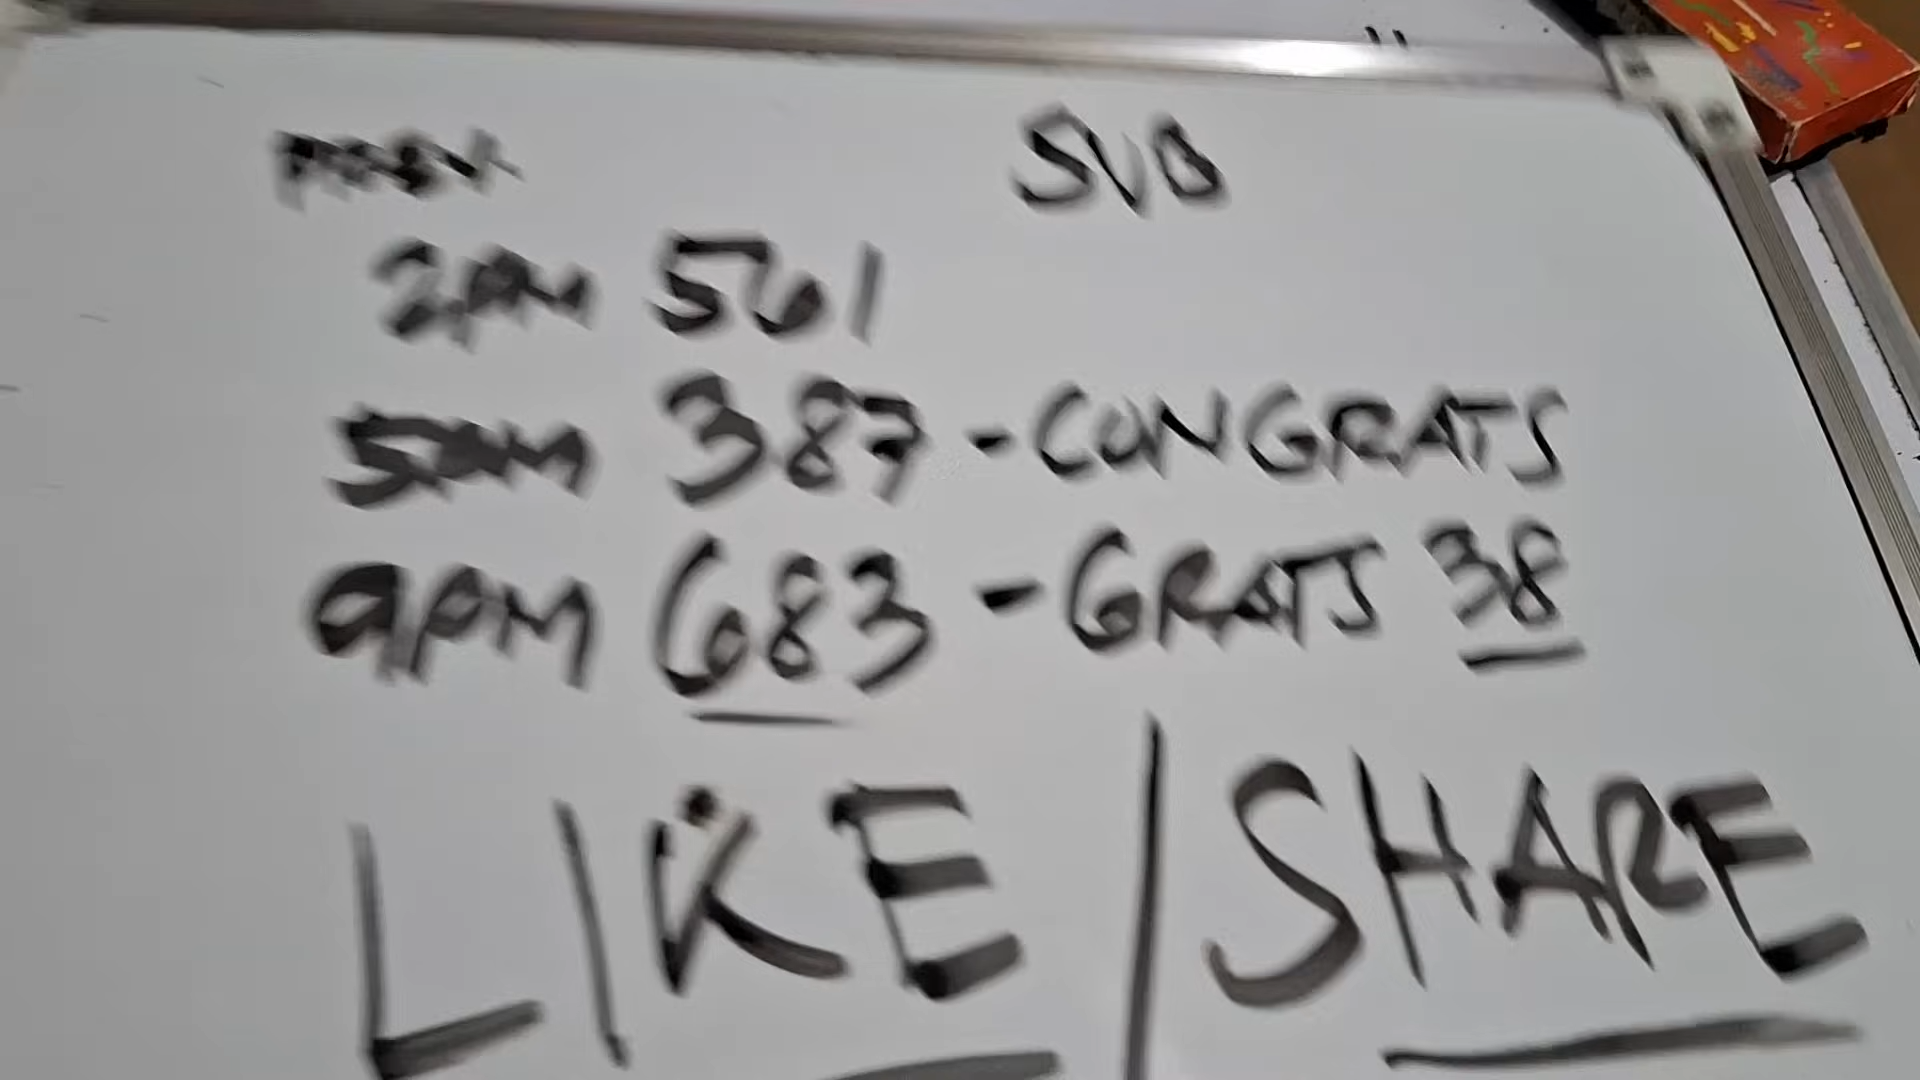 SVB
2PM 561
5PM 387 - CONGRATS
9PM 683 - GRATS 38
LIKE / SHARE